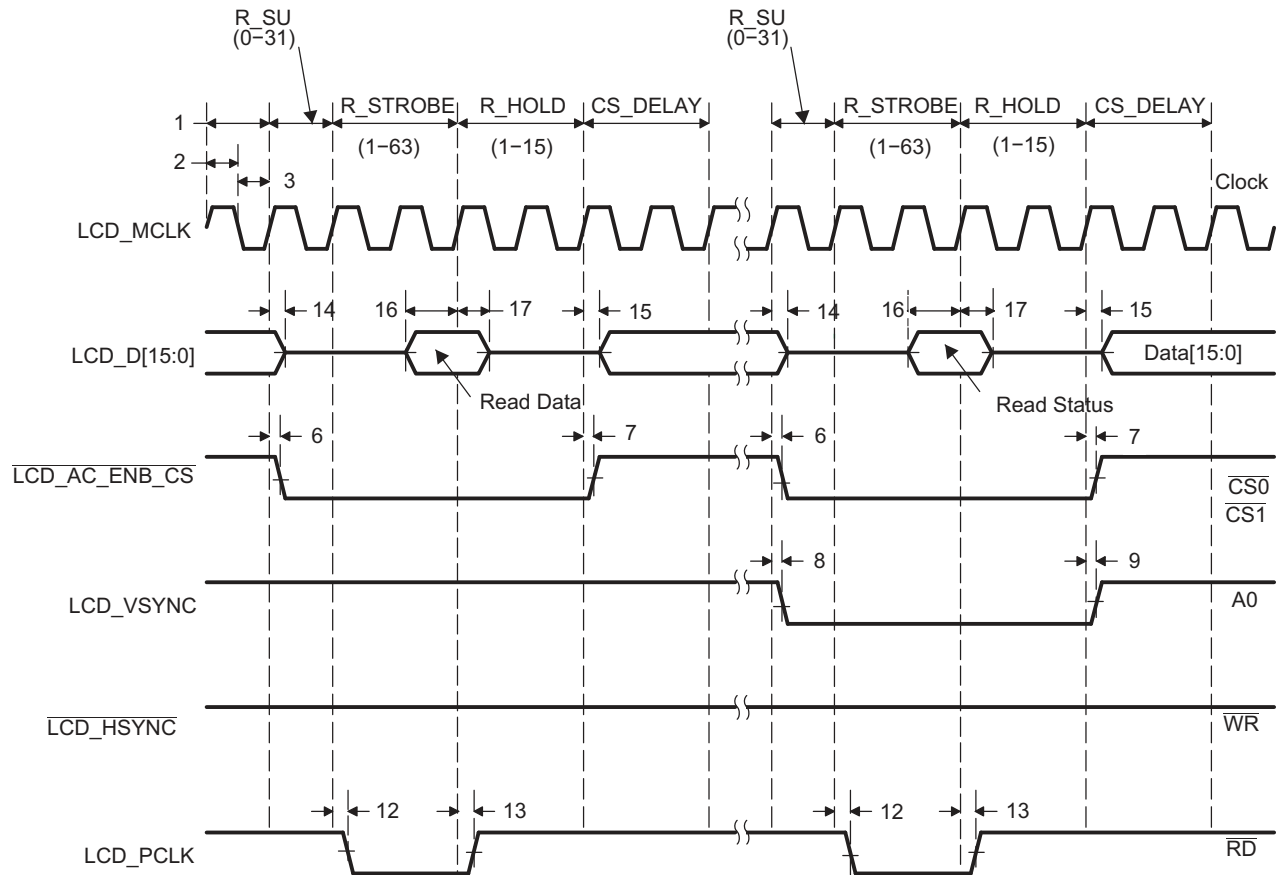 R_SU
(0−31)
R_SU
(0−31)
R_STROBE
R_HOLD
CS_DELAY
R_STROBE
R_HOLD
CS_DELAY
1
(1−63)
(1−15)
(1−63)
(1−15)
2
3
Clock
LCD_MCLK
14
16
17
15
14
16
17
15
LCD_D[15:0]
Data[15:0]
Read Data
Read Status
6
7
6
7
LCD_AC_ENB_CS
CS0
CS1
8
9
LCD_VSYNC
A0
LCD_HSYNC
WR
12
13
12
13
LCD_PCLK
RD